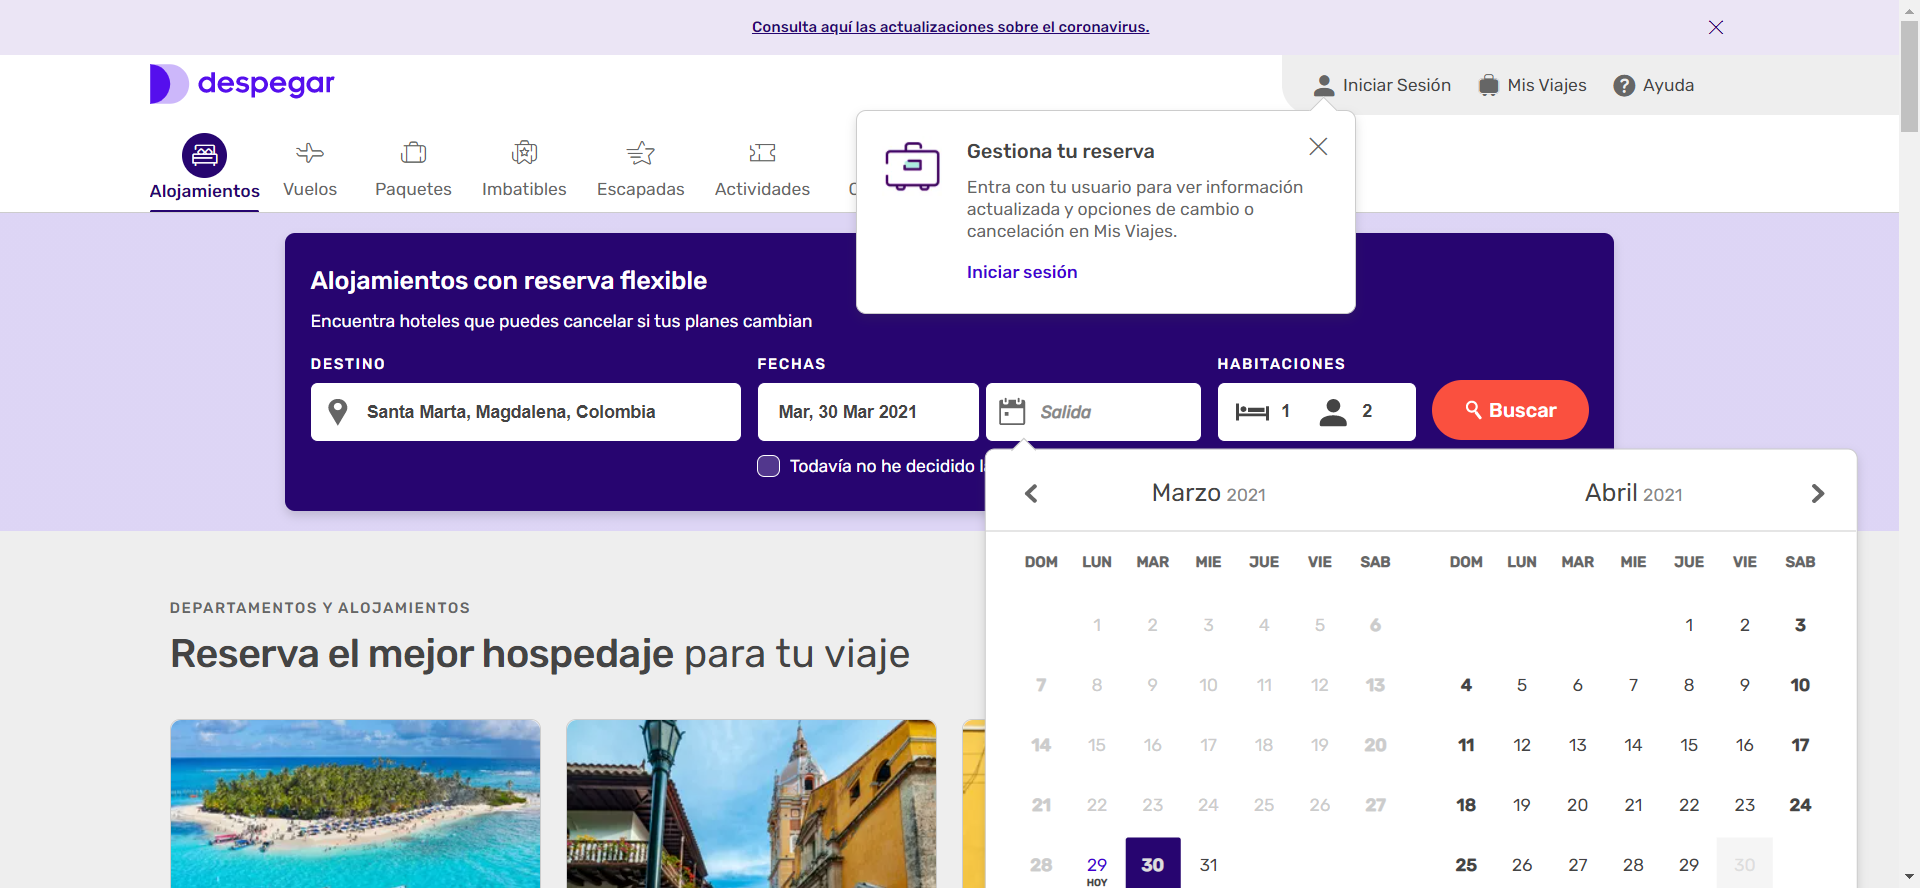 Consulta aquí las actualizaciones sobre el coronavirus.
despegar
Iniciar Sesión
Mis Viajes
Ayuda
Alojamientos
Vuelos
Paquetes
Imbatibles
Escapadas
Actividades
Gestiona tu reserva
Entra con tu usuario para ver información
actualizada y opciones de cambio o
cancelación en Mis Viajes.
Iniciar sesión
Alojamientos con reserva flexible
Encuentra hoteles que puedes cancelar si tus planes cambian
DESTINO
FECHAS
HABITACIONES
Santa Marta, Magdalena, Colombia
Mar, 30 Mar 2021
Salida
1
2
Buscar
Todavía no he decidido
Marzo 2021
Abril 2021
DOM LUN MAR MIE JUE VIE SAB
1 2 3 4 5 6
7 8 9 10 11 12 13
14 15 16 17 18 19 20
21 22 23 24 25 26 27
28 29 30 31
HOY
DOM LUN MAR MIE JUE VIE SAB
1 2 3
4 5 6 7 8 9 10
11 12 13 14 15 16 17
18 19 20 21 22 23 24
25 26 27 28 29 30
DEPARTAMENTOS Y ALOJAMIENTOS
Reserva el mejor hospedaje para tu viaje